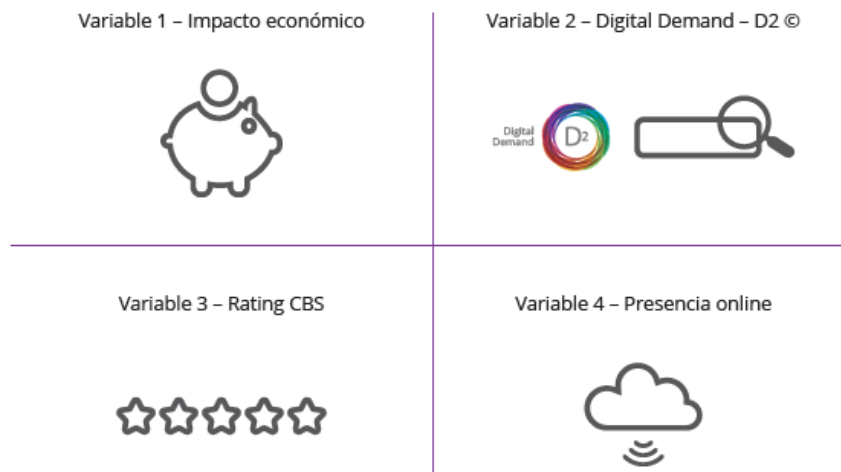 Variable 1 – Impacto económico
Variable 2 – Digital Demand – D2 ©
Digital
Demand
D2
Variable 3 – Rating CBS
Variable 4 – Presencia online